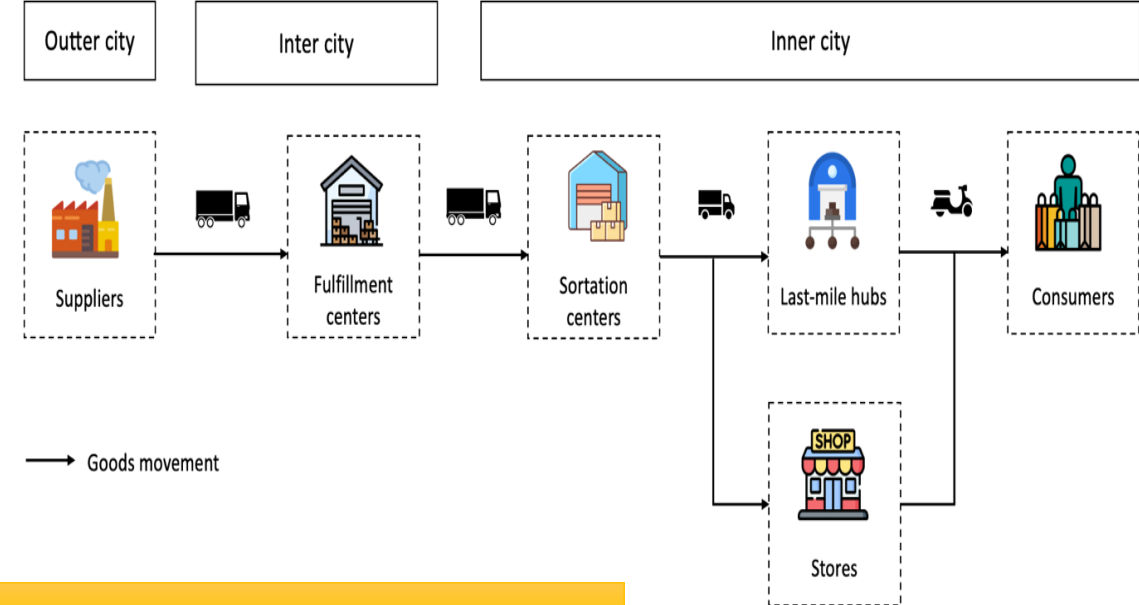 Outter city
Inter city
Inner city
Suppliers
Fulfillment
centers
Sortation
centers
Last-mile hubs
Consumers
Goods movement
SHOP
Stores